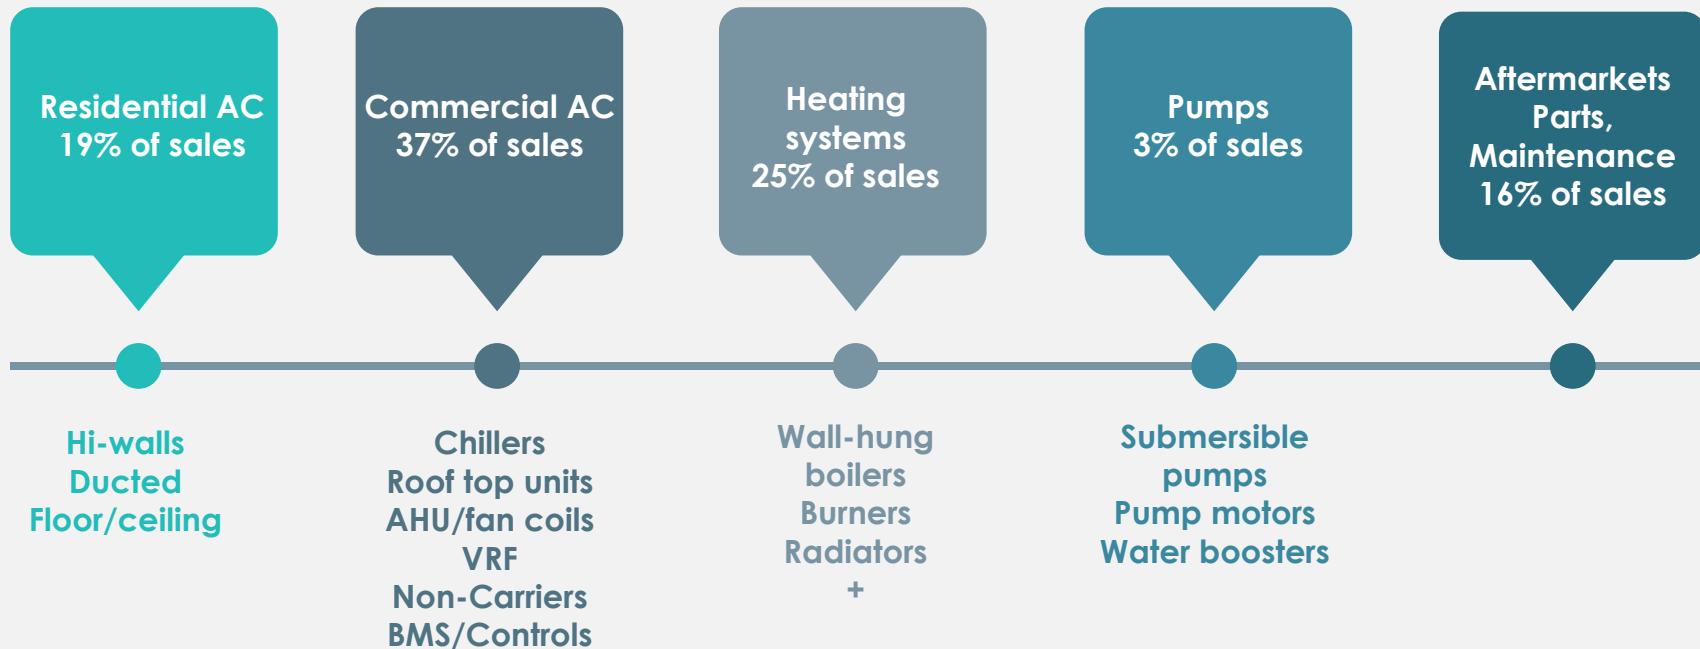 Residential AC
19% of sales
Commercial AC
37% of sales
Heating
systems
25% of sales
Pumps
3% of sales
Aftermarkets
Parts,
Maintenance
16% of sales
Hi-walls
Ducted
Floor/ceiling
Chillers
Roof top units
AHU/fan coils
VRF
Non-Carriers
BMS/Controls
Wall-hung
boilers
Burners
Radiators
+
Submersible
pumps
Pump motors
Water boosters